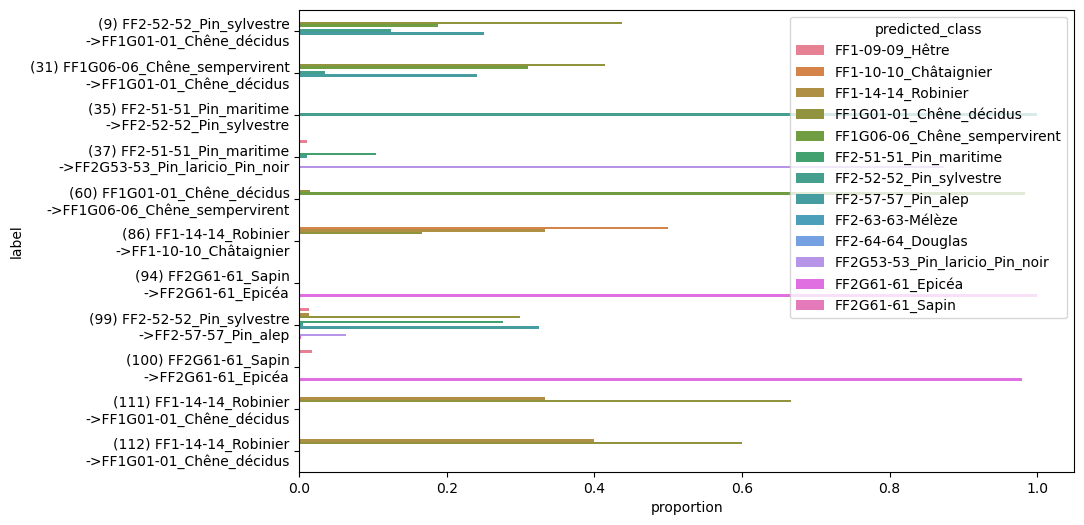 (9) FF2-52-52_Pin_sylvestre
->FF1G01-01_Chêne_décidus
(31) FF1G06-06_Chêne_sempervirent
->FF1G01-01_Chêne_décidus
(35) FF2-51-51_Pin_maritime
->FF2-52-52_Pin_sylvestre
(37) FF2-51-51_Pin_maritime
->FF2G53-53_Pin_laricio_Pin_noir
(60) FF1G01-01_Chêne_décidus
->FF1G06-06_Chêne_sempervirent
(86) FF1-14-14_Robinier
->FF1-10-10_Châtaignier
(94) FF2G61-61_Sapin
->FF2G61-61_Epicéa
(99) FF2-52-52_Pin_sylvestre
->FF2-57-57_Pin_alep
(100) FF2G61-61_Sapin
->FF2G61-61_Epicéa
(111) FF1-14-14_Robinier
->FF1G01-01_Chêne_décidus
(112) FF1-14-14_Robinier
->FF1G01-01_Chêne_décidus
label
predicted_class
FF1-09-09_Hêtre
FF1-10-10_Châtaignier
FF1-14-14_Robinier
FF1G01-01_Chêne_décidus
FF1G06-06_Chêne_sempervirent
FF2-51-51_Pin_maritime
FF2-52-52_Pin_sylvestre
FF2-57-57_Pin_alep
FF2-63-63-Mélèze
FF2-64-64_Douglas
FF2G53-53_Pin_laricio_Pin_noir
FF2G61-61_Epicéa
FF2G61-61_Sapin
0.0 0.2 0.4 0.6 0.8 1.0
proportion